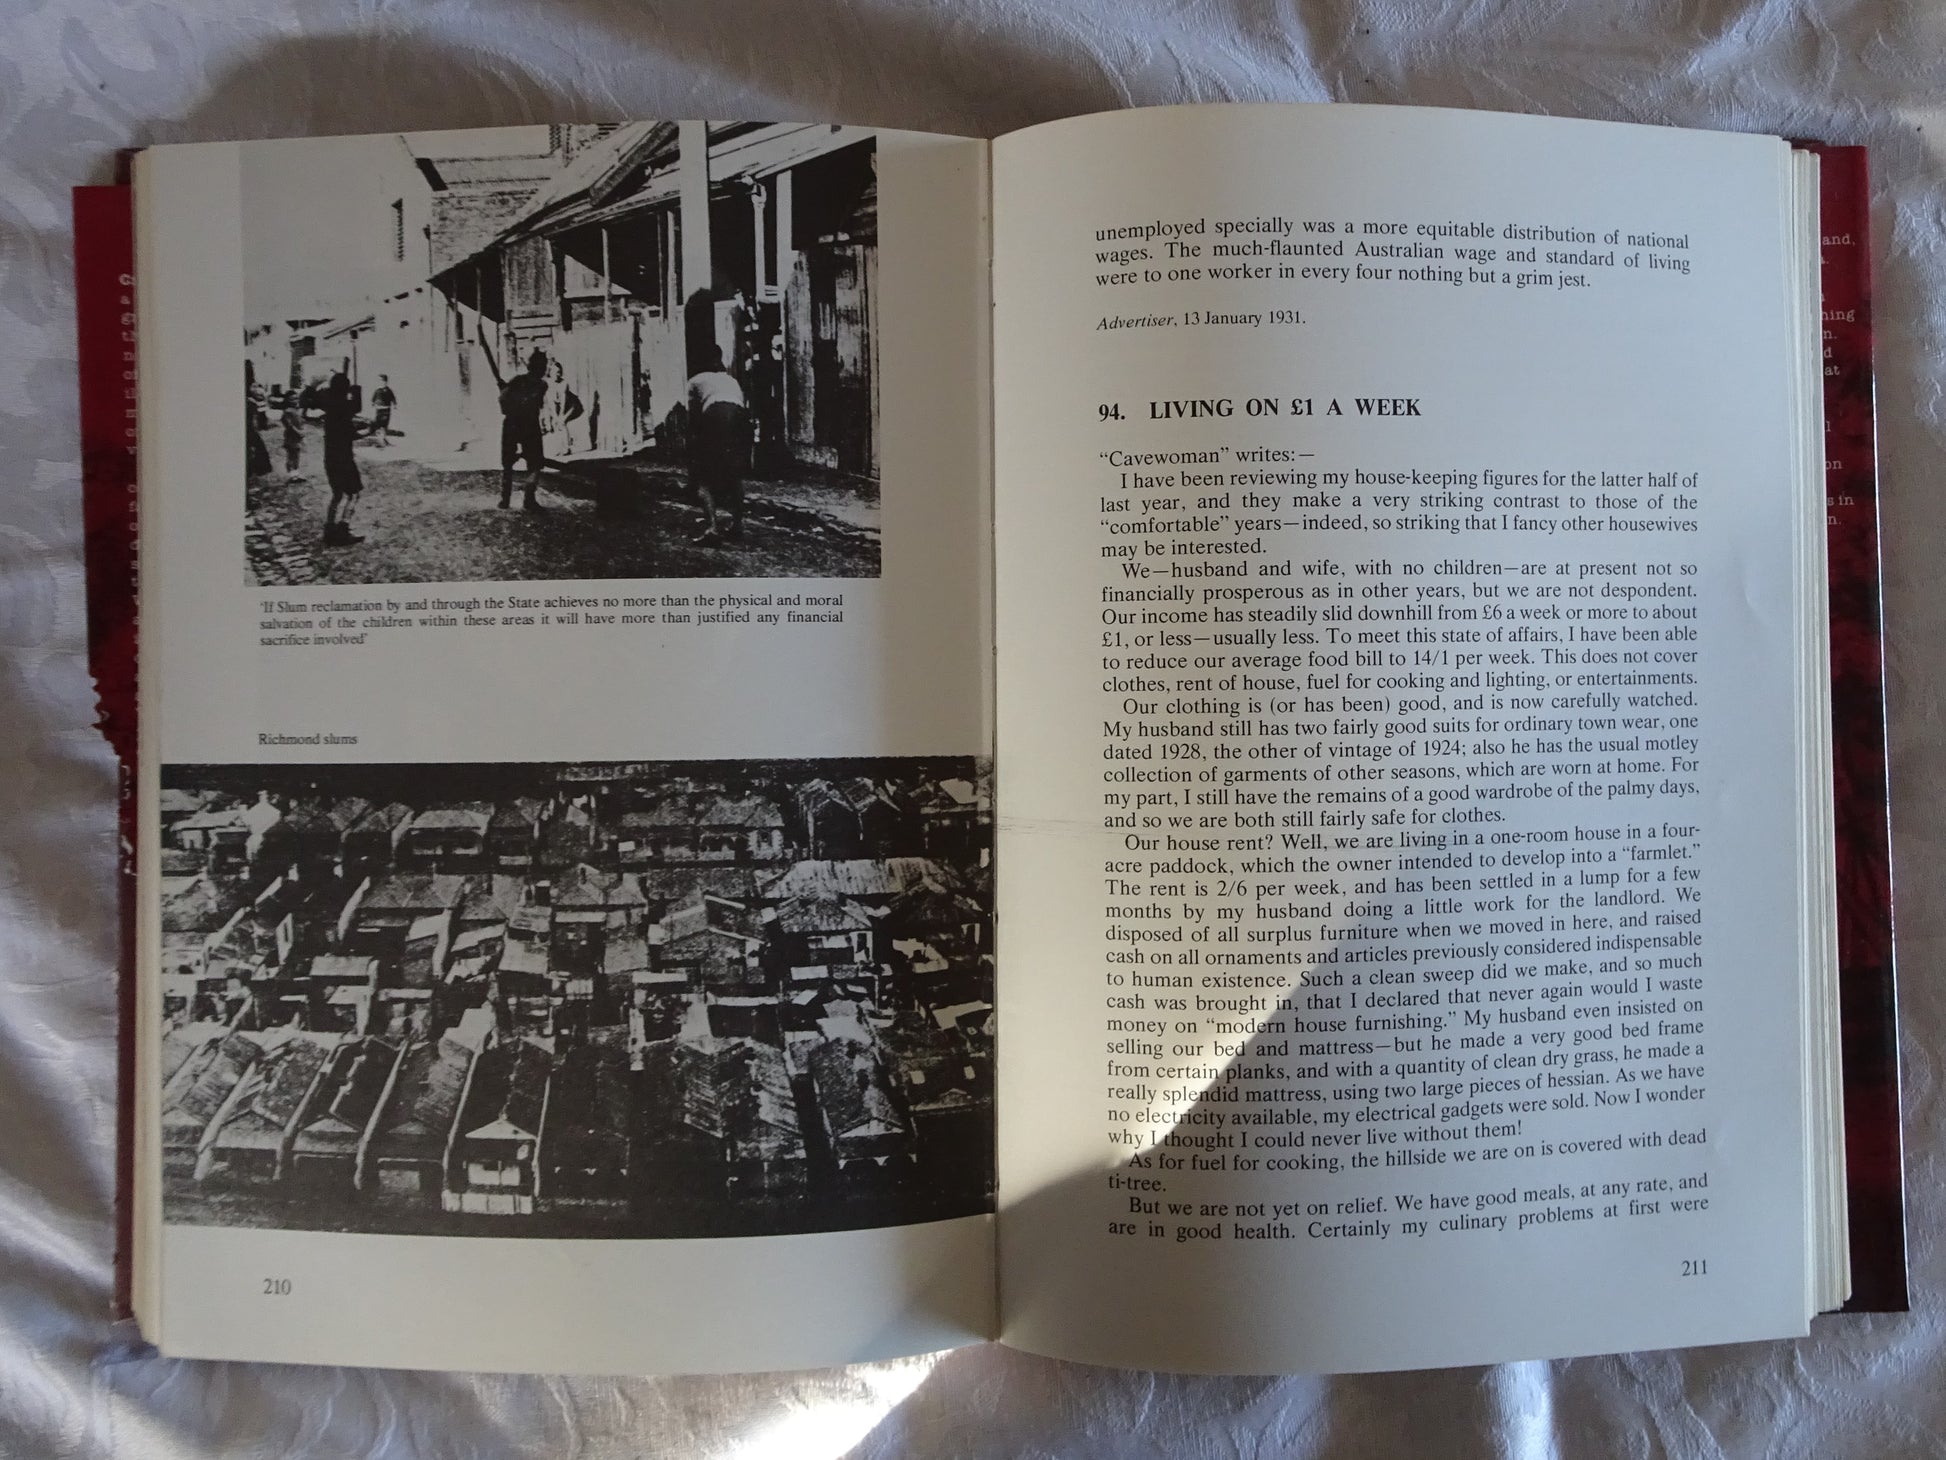 'If Slum reclamation by and through the State achieves no more than the physical and moral
salvation of the children within these areas it will have more than justified any financial
sacrifice involved'
Richmond slums
210
unemployed specially was a more equitable distribution of national
wages. The much-flaunted Australian wage and standard of living
were to one worker in every four nothing but a grim jest.
Advertiser, 13 January 1931.
94. LIVING ON £1 A WEEK
“Cavewoman” writes:—
I have been reviewing my house-keeping figures for the latter half of
last year, and they make a very striking contrast to those of the
“comfortable” years—indeed, so striking that I fancy other housewives
may be interested.
We—husband and wife, with no children—are at present not so
financially prosperous as in other years, but we are not despondent.
Our income has steadily slid downhill from £6 a week or more to about
£1, or less—usually less. To meet this state of affairs, I have been able
to reduce our average food bill to 14/1 per week. This does not cover
clothes, rent of house, fuel for cooking and lighting, or entertainments.
Our clothing is (or has been) good, and is now carefully watched.
My husband still has two fairly good suits for ordinary town wear, one
dated 1928, the other of vintage of 1924; also he has the usual motley
collection of garments of other seasons, which are worn at home. For
my part, I still have the remains of a good wardrobe of the palmy days,
and so we are both still fairly safe for clothes.
Our house rent? Well, we are living in a one-room house in a four-
acre paddock, which the owner intended to develop into a “farmlet.”
The rent is 2/6 per week, and has been settled in a lump for a few
months by my husband doing a little work for the landlord. We
disposed of all surplus furniture when we moved in here, and raised
cash on all ornaments and articles previously considered indispensable
to human existence. Such a clean sweep did we make, and so much
cash was brought in, that I declared that never again would I waste
money on “modern house furnishing.” My husband even insisted on
selling our bed and mattress—but he made a very good bed frame
from certain planks, and with a quantity of clean dry grass, he made a
really splendid mattress, using two large pieces of hessian. As we have
no electricity available, my electrical gadgets were sold. Now I wonder
why I thought I could never live without them!
As for fuel for cooking, the hillside we are on is covered with dead
ti-tree.
But we are not yet on relief. We have good meals, at any rate, and
are in good health. Certainly my culinary problems at first were
211
and,
at